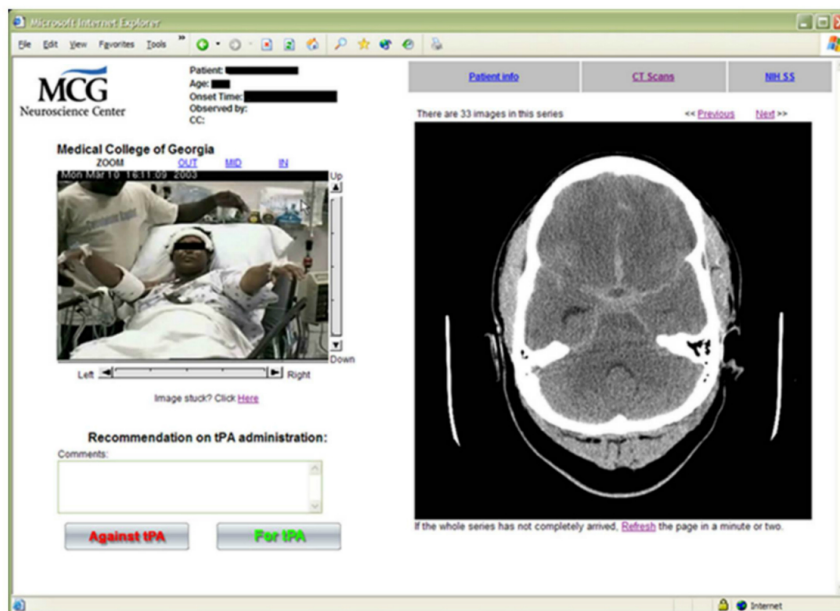 Microsoft Internet Explorer
File Edit View Favorites Tools »
MCG
Neuroscience Center
Patient:
Age:
Onset Time:
Observed by:
CC:
Patient info CT Scans NIH SS
There are 33 images in this series << Previous Next >>
Medical College of Georgia
ZOOM OUT MID IN
Mon Mar 10 16:11:09 2003
Up
Down
Left Right
Image stuck? Click Here
Recommendation on tPA administration:
Comments:
Against tPA For tPA
If the whole series has not completely arrived, Refresh the page in a minute or two.
Internet